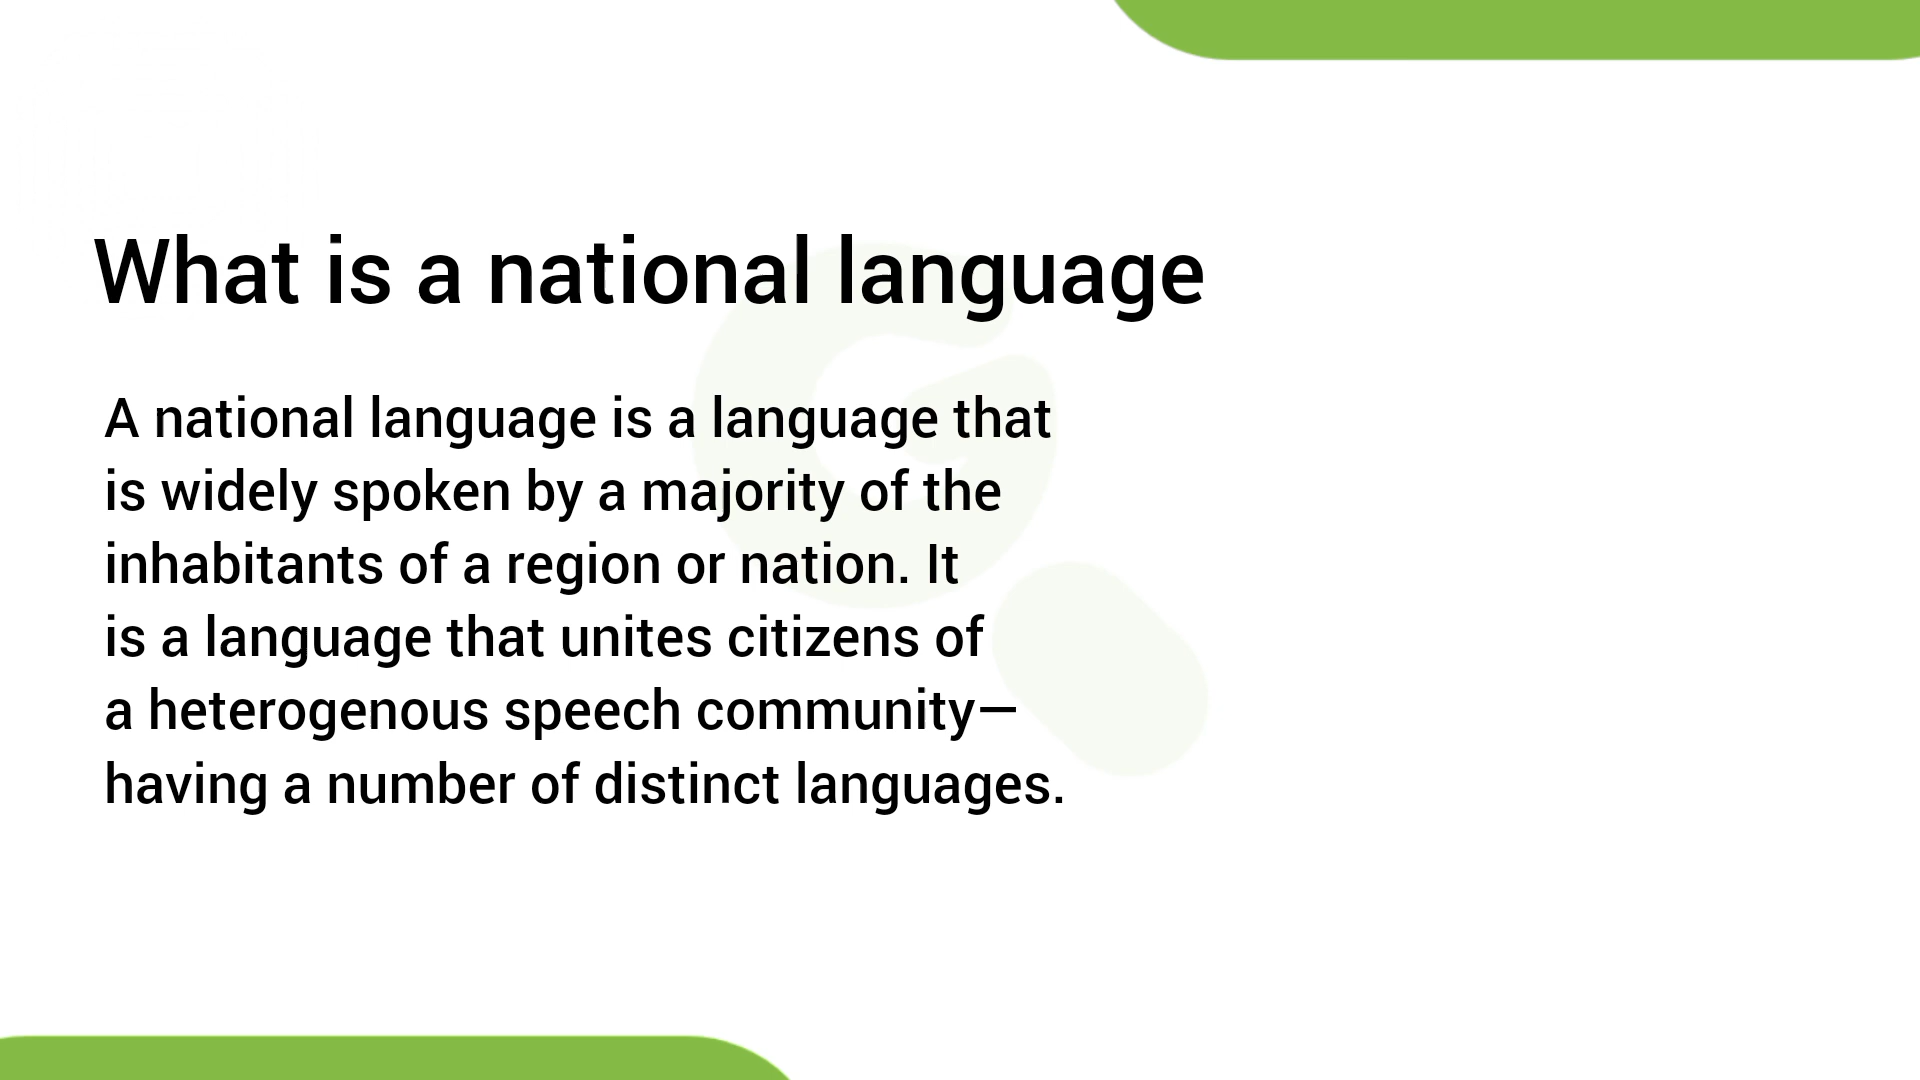 What is a national language
A national language is a language that
is widely spoken by a majority of the
inhabitants of a region or nation. It
is a language that unites citizens of
a heterogenous speech community—
having a number of distinct languages.